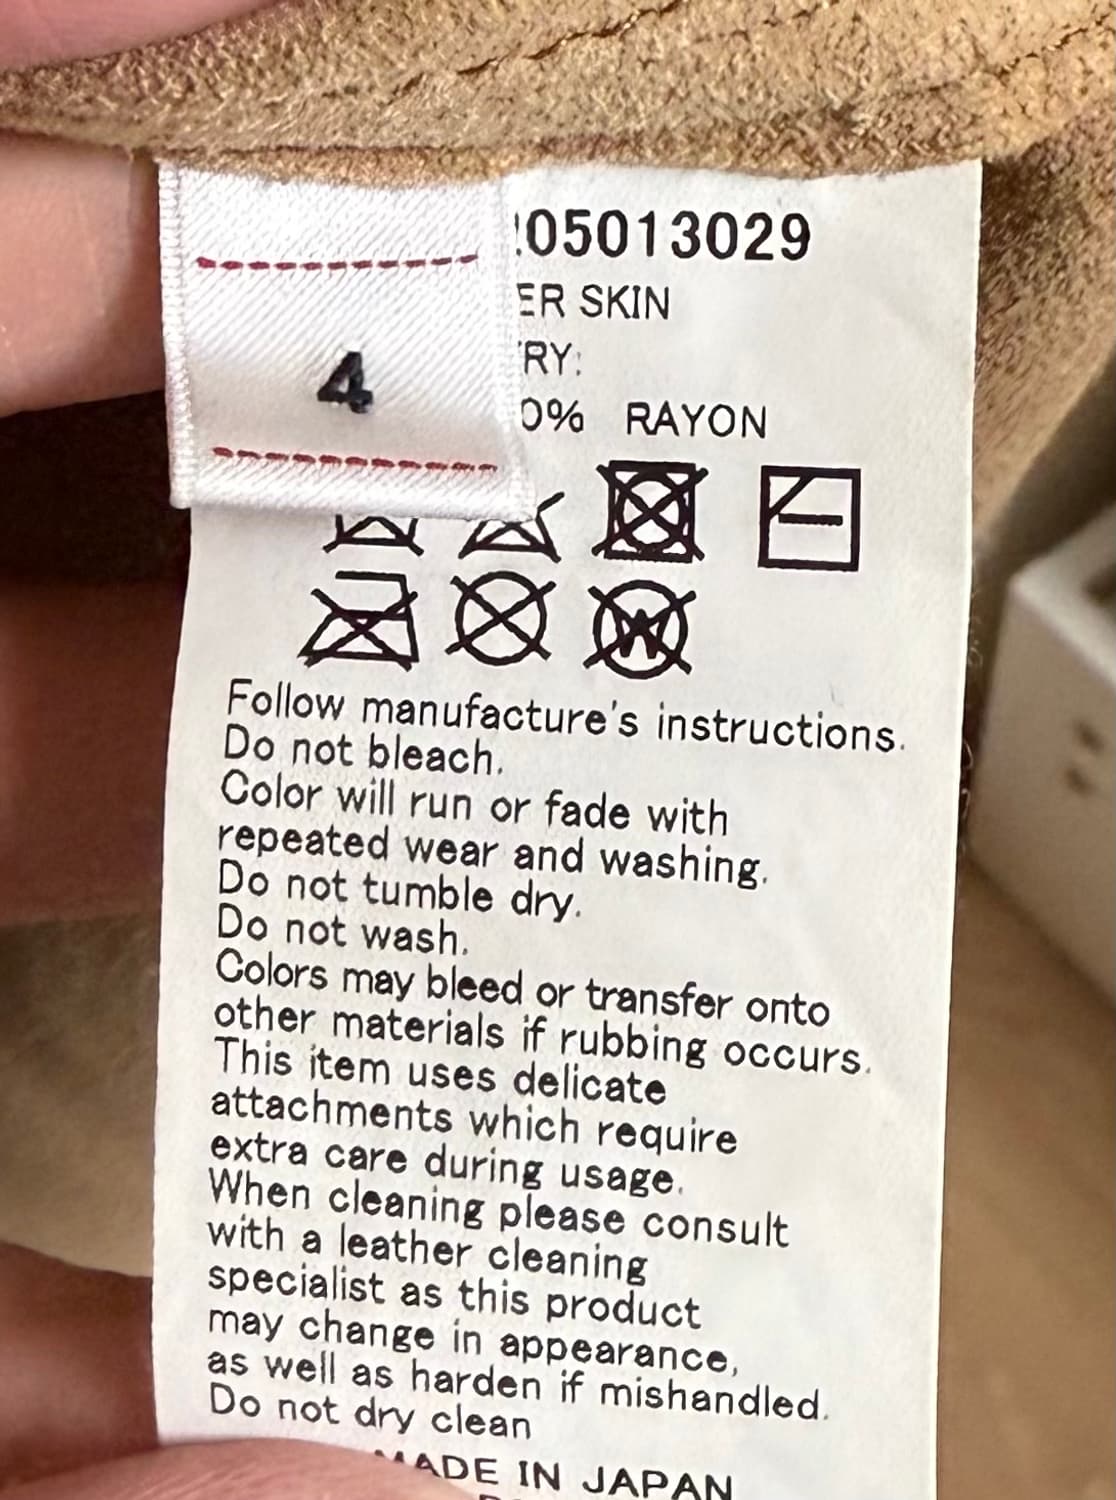 4
05013029
SKIN
RAYON
W
Follow manufacture's instructions.
Do not bleach.
Color will run or fade with
repeated wear and washing.
Do not tumble dry.
Do not wash.
Colors may bleed or transfer onto
other materials if rubbing occurs.
This item uses delicate
attachments which require
extra care during usage.
When cleaning please consult
with a leather cleaning
specialist as this product
may change in appearance,
as well as harden if mishandled.
Do not dry clean
MADE IN JAPAN